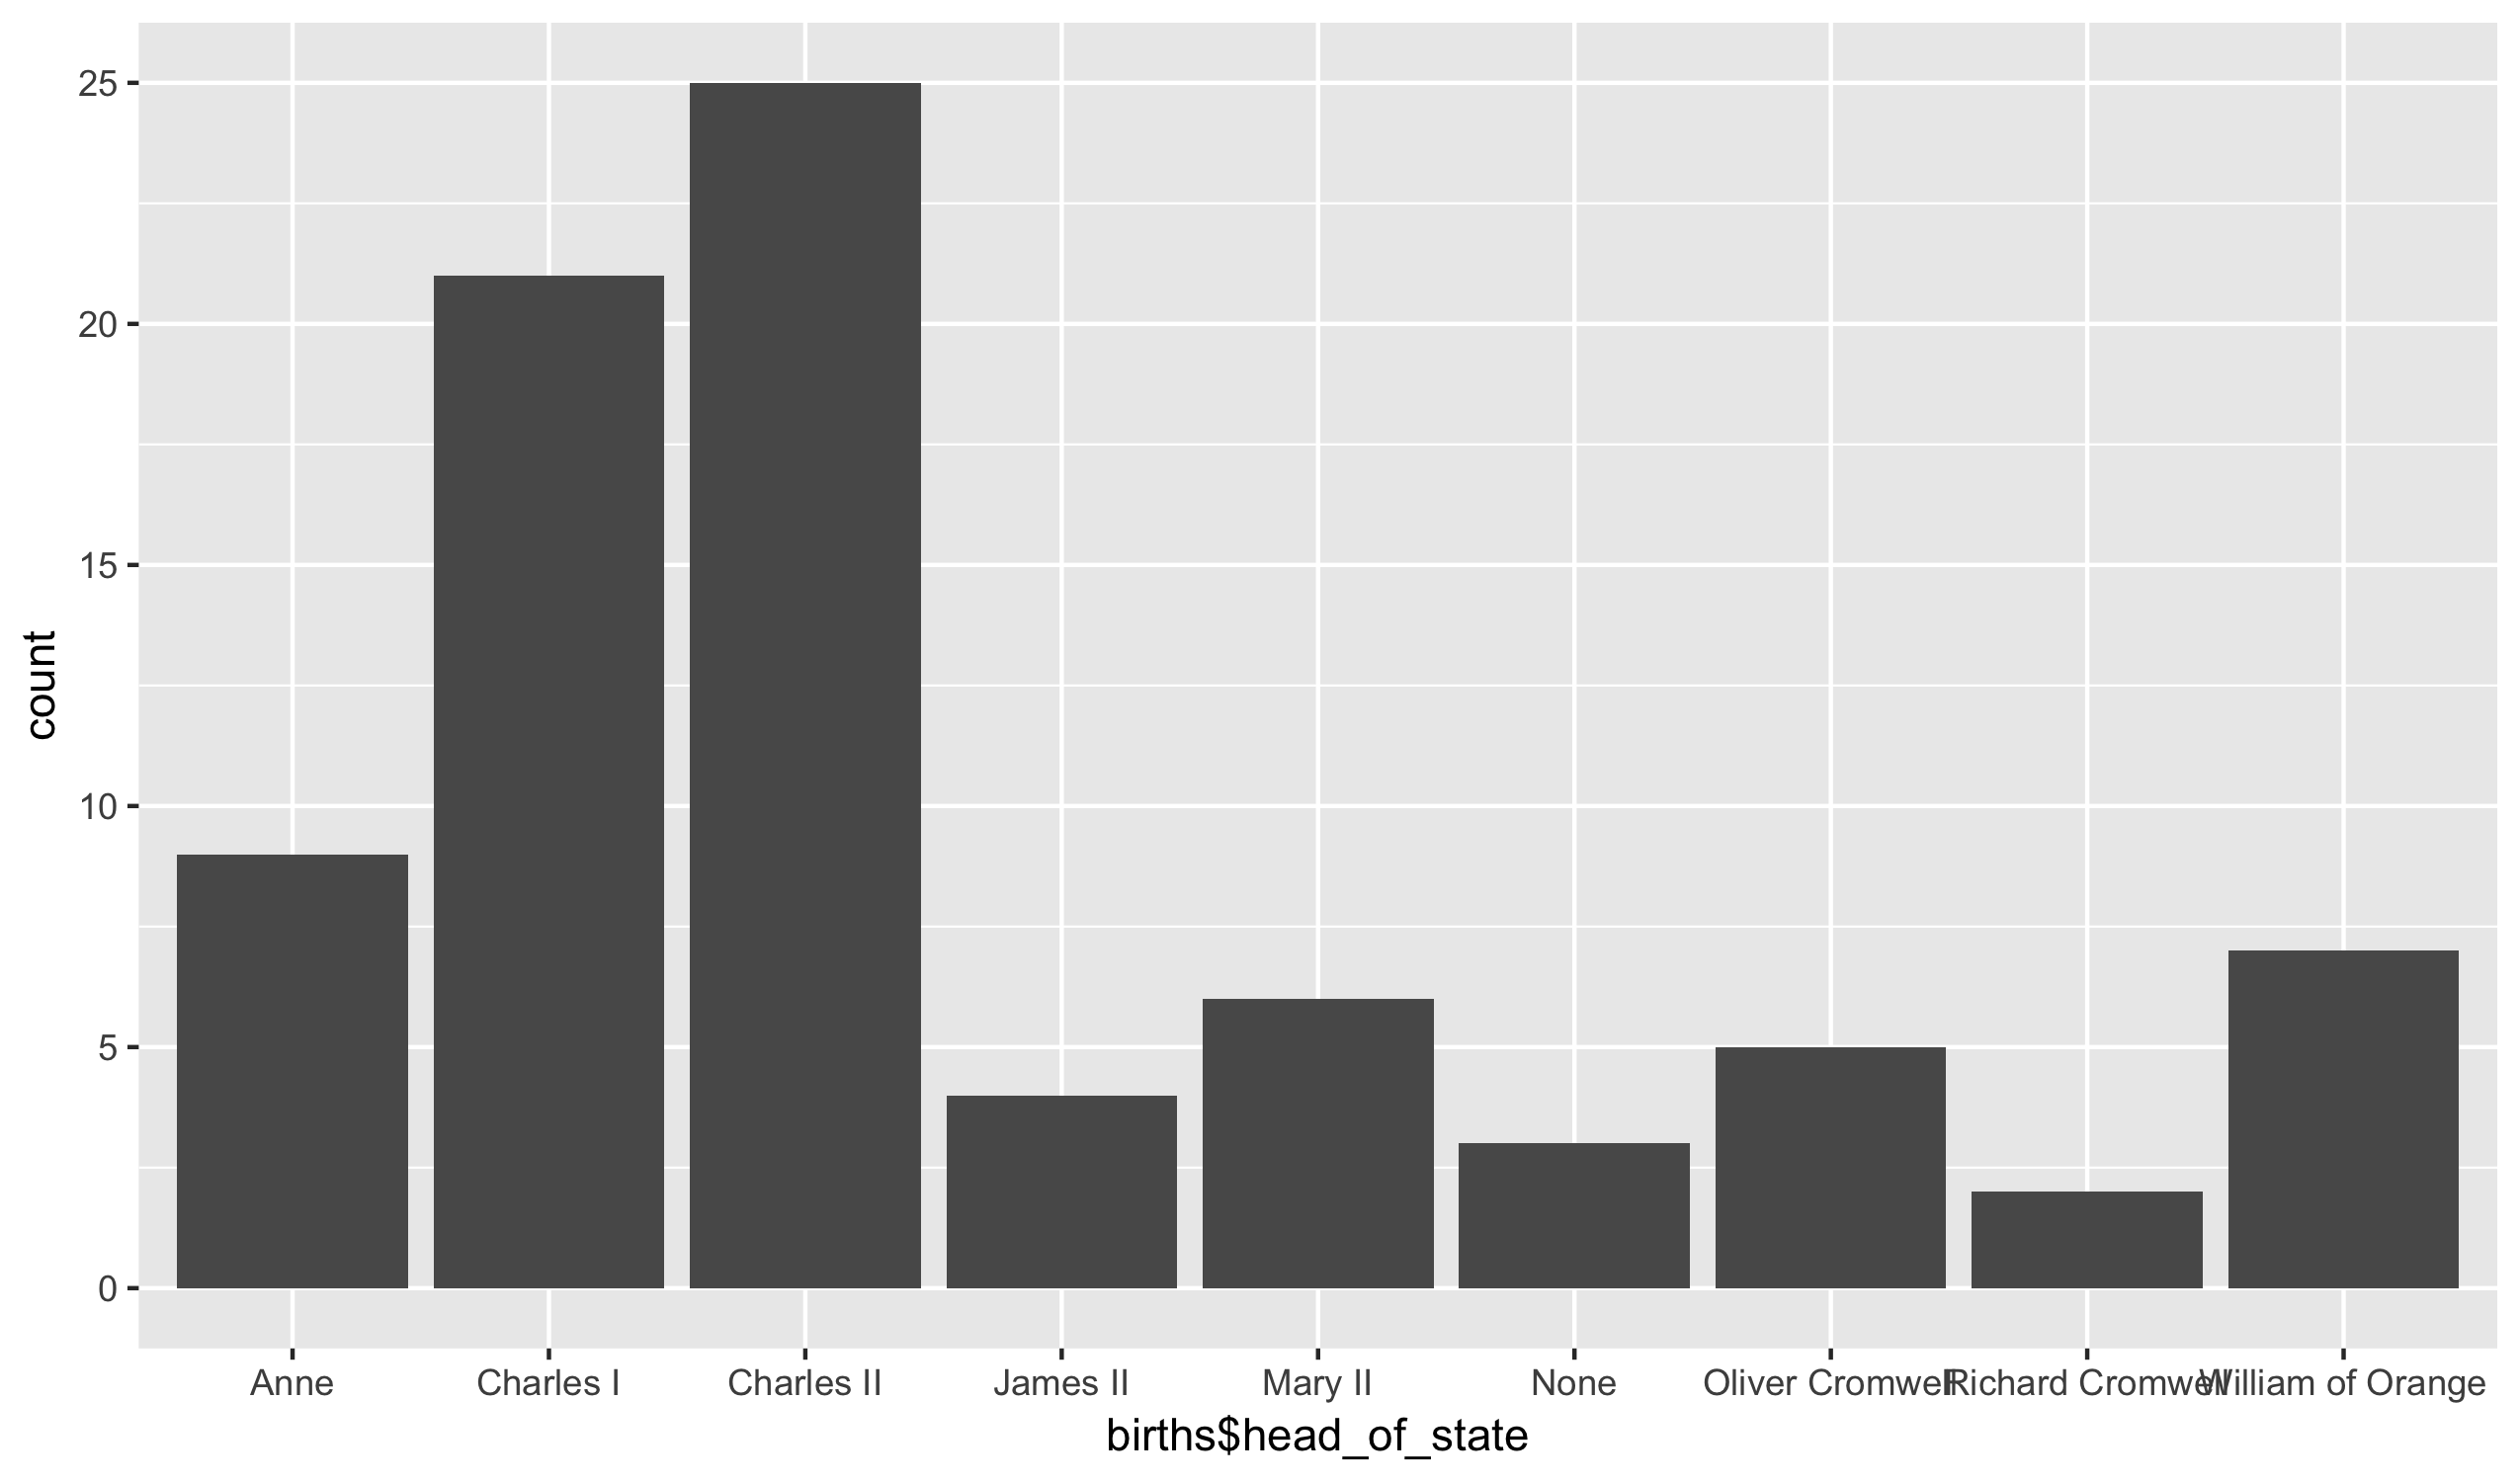 25
20
15
10
5
0
count
Anne Charles I Charles II James II Mary II None Oliver Cromwell Richard Cromwell William of Orange
births$head_of_state